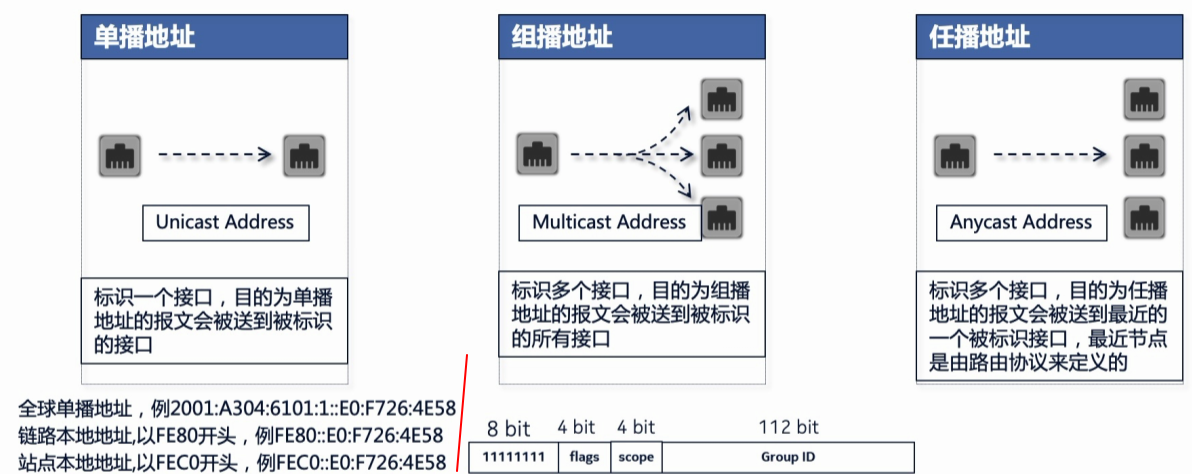 单播地址
Unicast Address
标识一个接口，目的为单播
地址的报文会被送到被标识
的接口
组播地址
Multicast Address
标识多个接口，目的为组播
地址的报文会被送到被标识
的所有接口
任播地址
Anycast Address
标识多个接口，目的为任播
地址的报文会被送到最近的
一个被标识接口，最近节点
是由路由协议来定义的
全球单播地址，例2001:A304:6101:1::E0:F726:4E58
链路本地地址,以FE80开头，例FE80::E0:F726:4E58
站点本地地址,以FEC0开头，例FEC0::E0:F726:4E58
8 bit 4 bit 4 bit 112 bit
11111111 flags scope Group ID